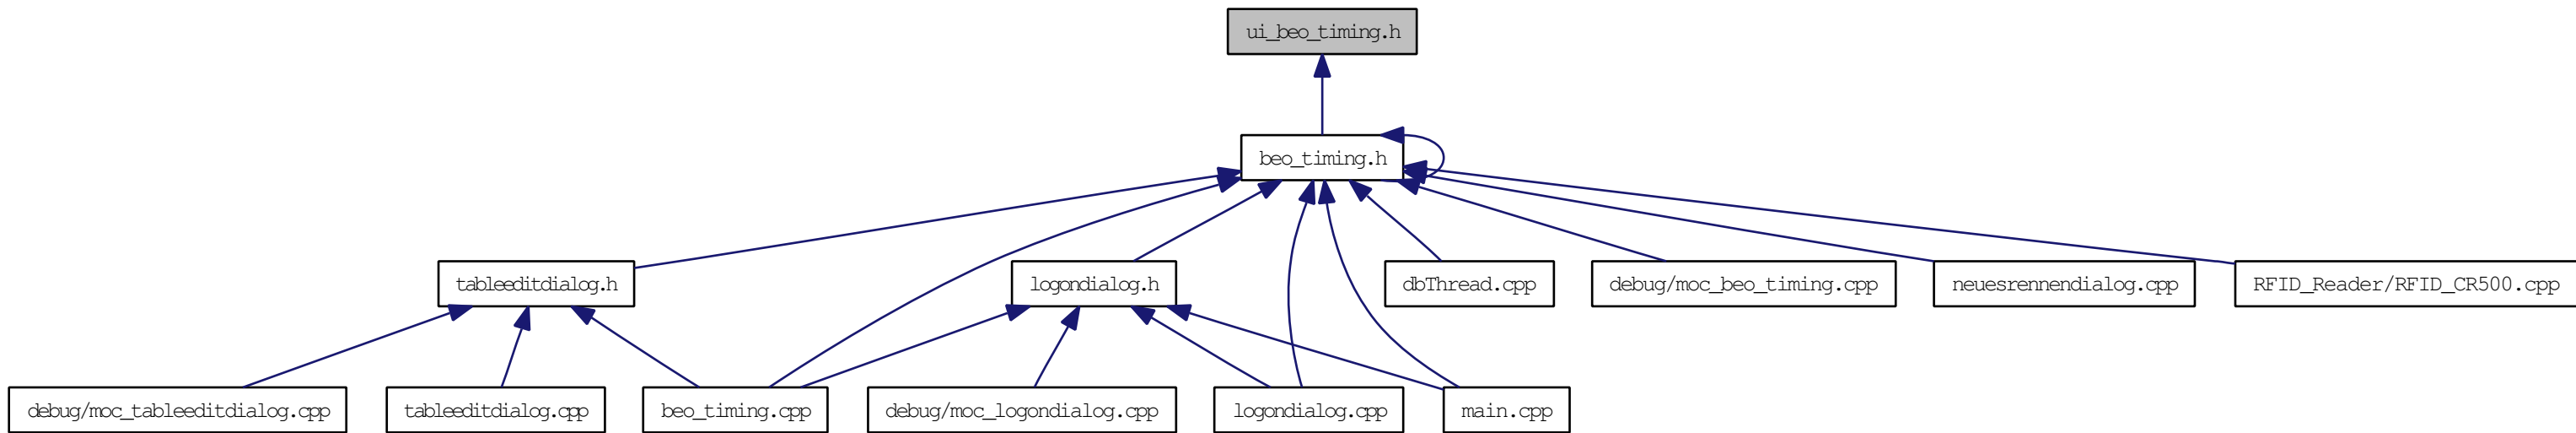 ui_beo_timing.h
beo_timing.h
tableeditdialog.h
logondialog.h
dbThread.cpp
debug/moc_beo_timing.cpp
neuesrennendialog.cpp
RFID_Reader/RFID_CR500.cpp
debug/moc_tableeditdialog.cpp
tableeditdialog.cpp
beo_timing.cpp
debug/moc_logondialog.cpp
logondialog.cpp
main.cpp